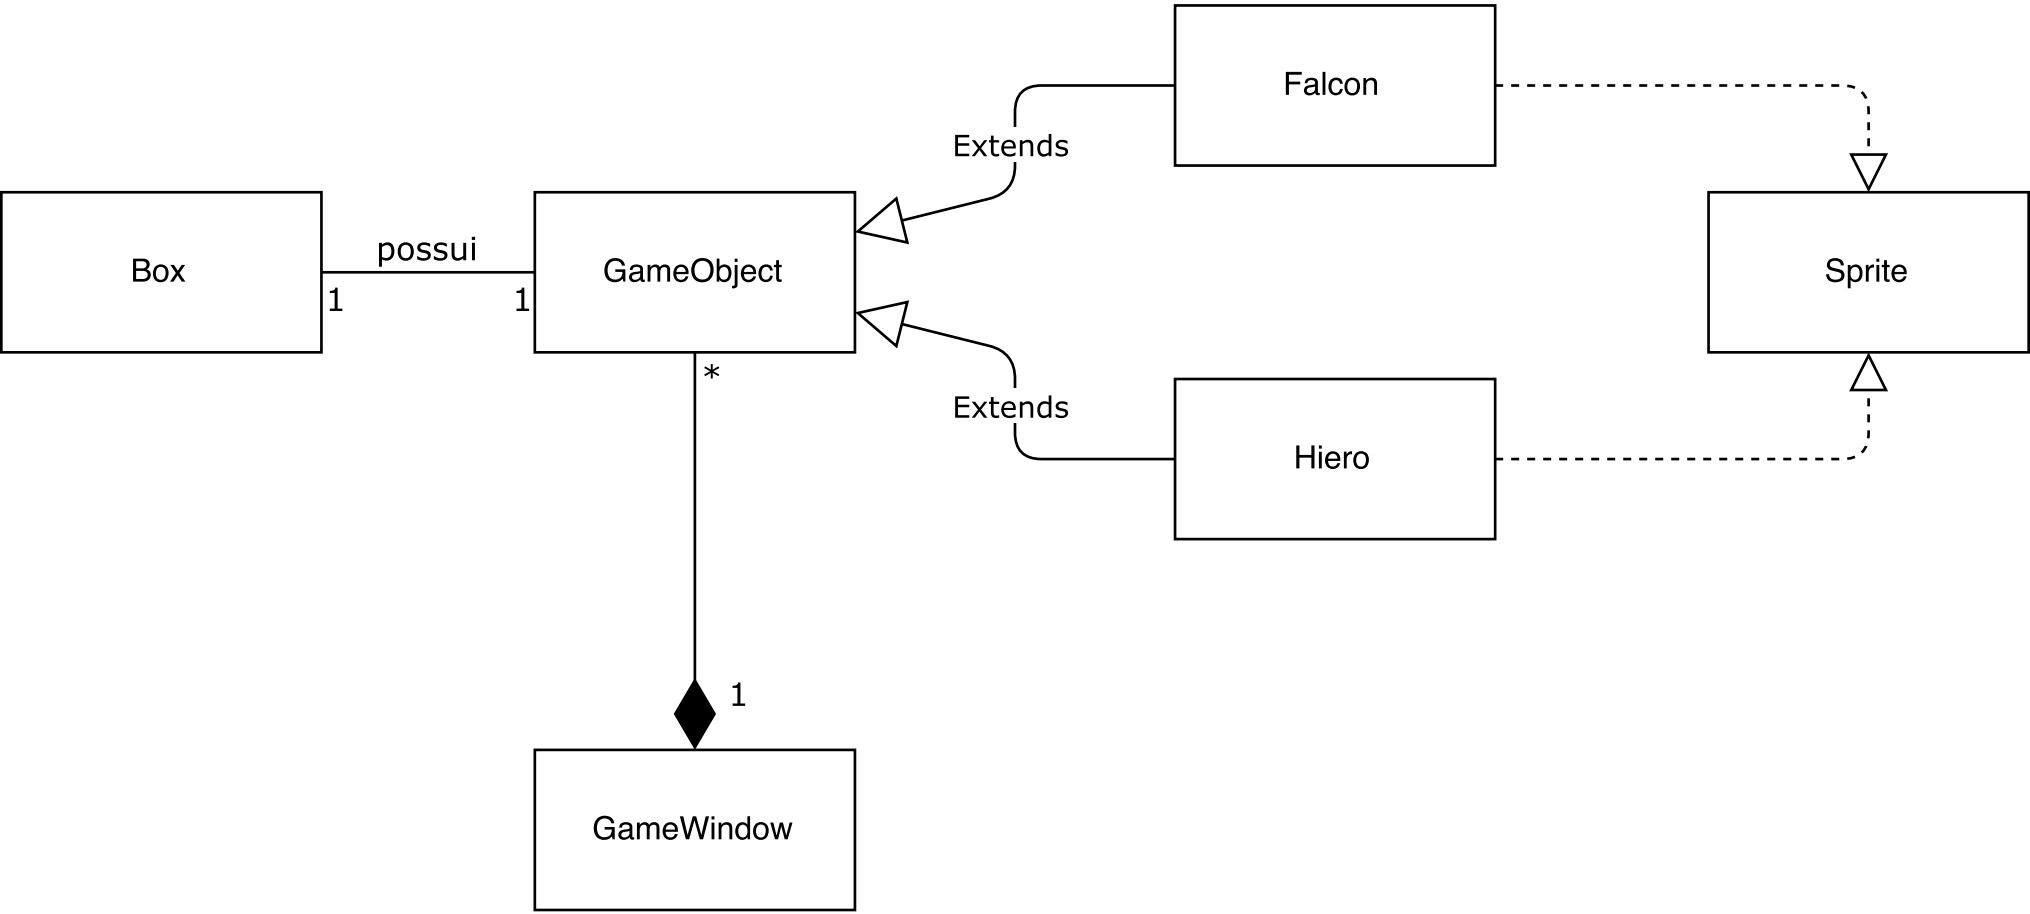 Falcon
Extends
Box
possui
1
1
GameObject
Sprite
*
Extends
Hiero
1
GameWindow